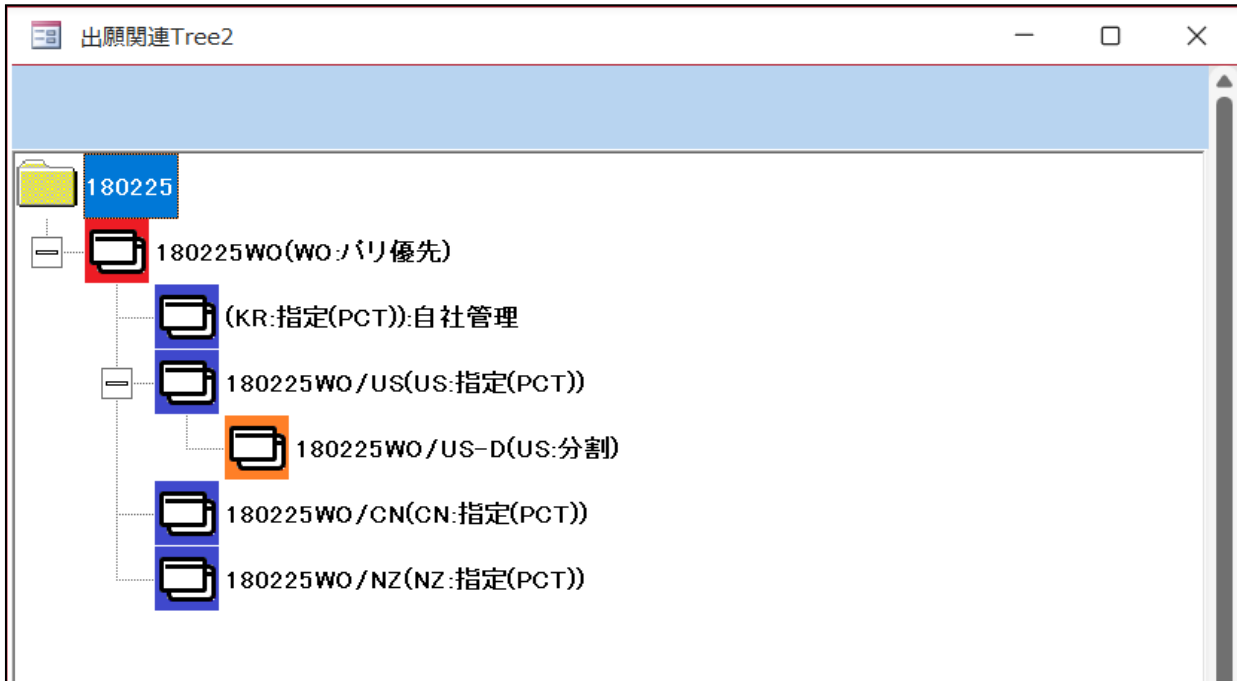 出願関連Tree2
180225
180225WO(WO:パリ優先)
(KR:指定(PCT)):自社管理
180225WO/US(US:指定(PCT))
180225WO/US-D(US:分割)
180225WO/CN(CN:指定(PCT))
180225WO/NZ(NZ:指定(PCT))